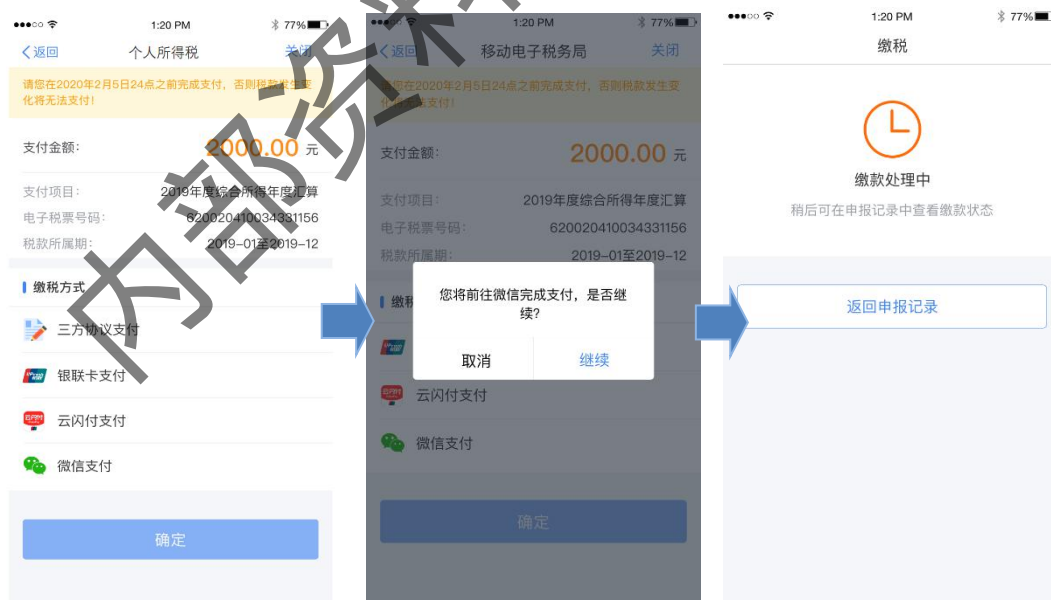 1:20 PM
77%
返回
个人所得税
关闭
请您在2020年2月5日24点之前完成支付，否则税款发生变
化将无法支付！
支付金额：
2000.00 元
支付项目：
2019年度综合所得年度汇算
电子税票号码：
620020410034331156
税款所属期：
2019-01至2019-12
缴税方式
三方协议支付
银联卡支付
云闪付支付
微信支付
确定
1:20 PM
77%
返回
移动电子税务局
关闭
请您在2020年2月5日24点之前完成支付，否则税款发生变
化将无法支付！
支付金额：
2000.00 元
支付项目：
2019年度综合所得年度汇算
电子税票号码：
620020410034331156
税款所属期：
2019-01至2019-12
缴税
您将前往微信完成支付，是否继
续？
取消
继续
云闪付支付
微信支付
确定
1:20 PM
77%
缴税
缴款处理中
稍后可在申报记录中查看缴款状态
返回申报记录
内部资料